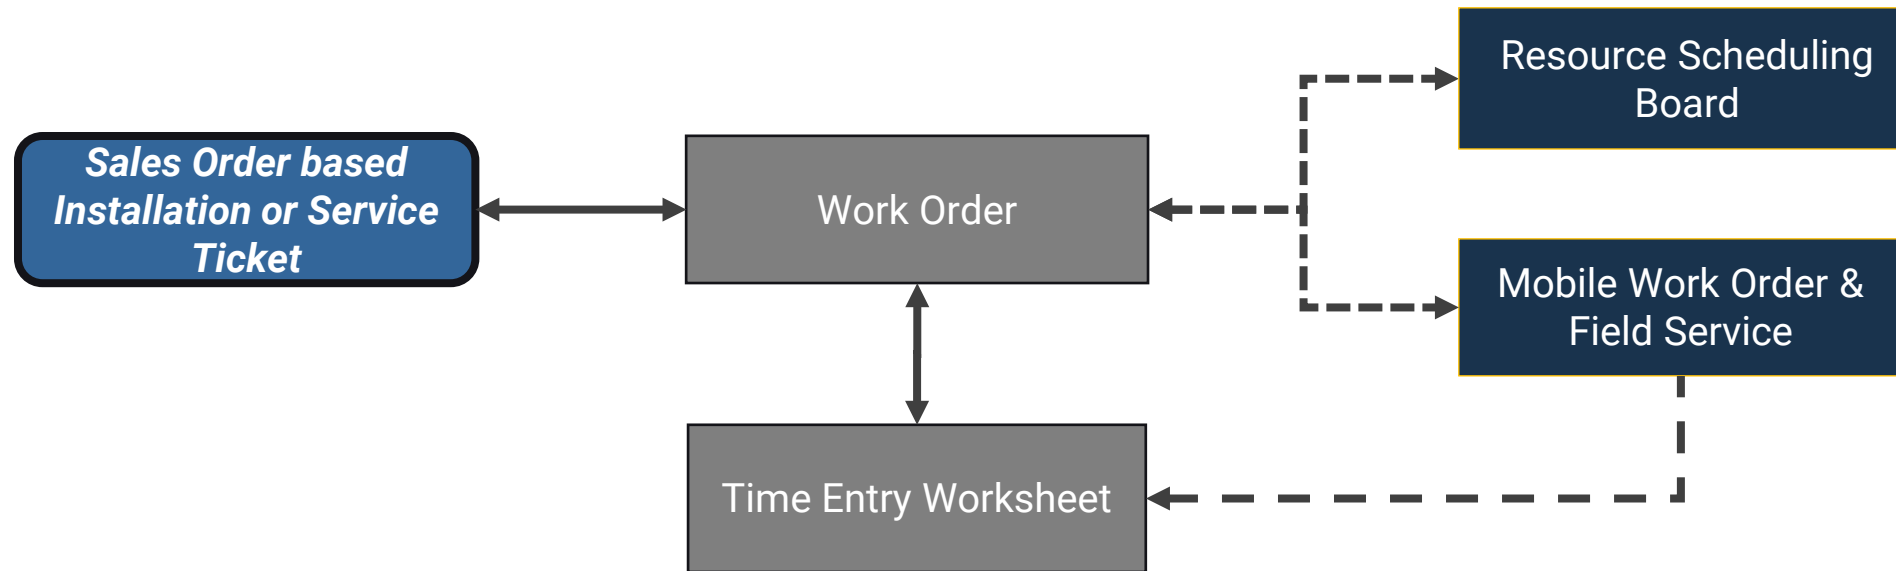 Resource Scheduling
Board
Sales Order based
Installation or Service
Ticket
Work Order
Mobile Work Order &
Field Service
Time Entry Worksheet